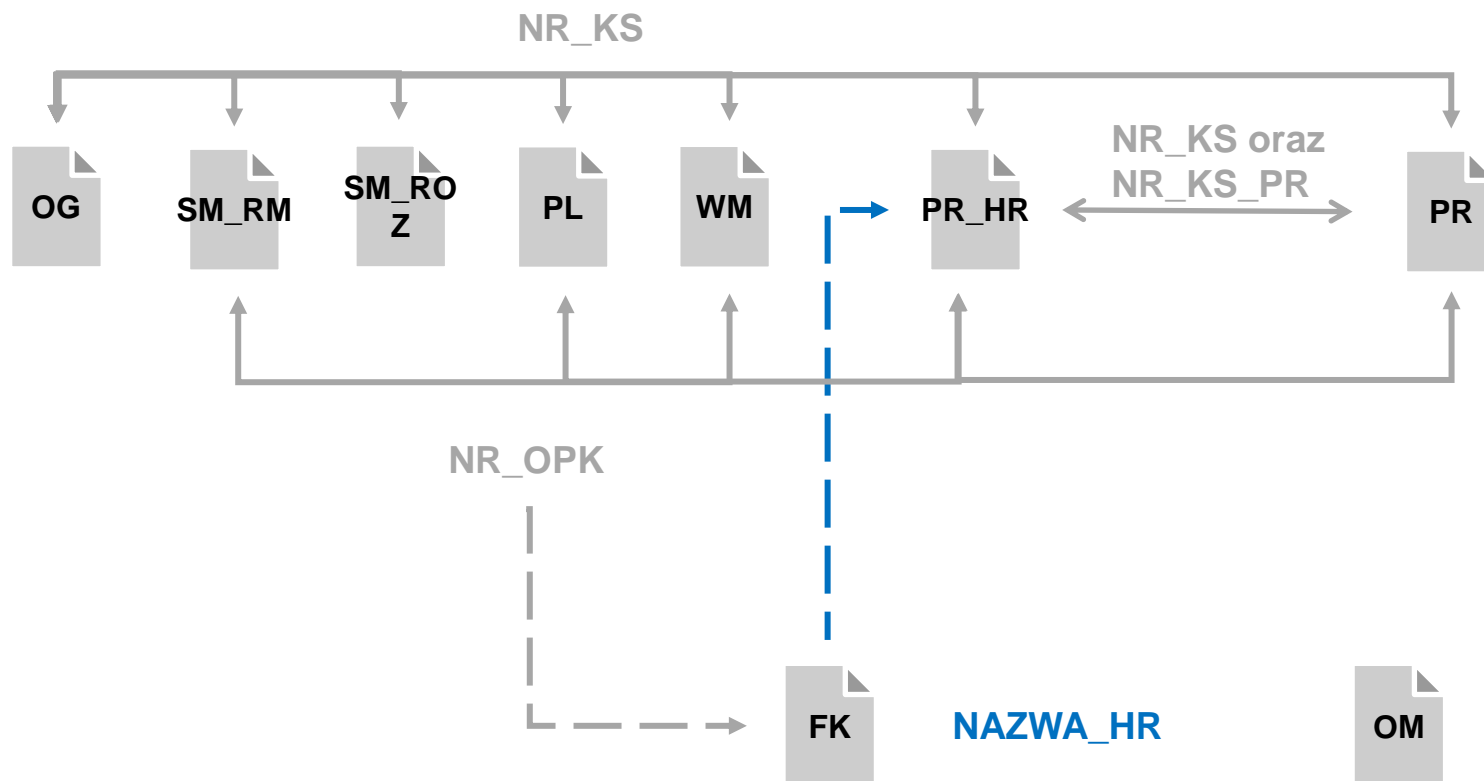 NR_KS
NR_KS oraz
NR_KS_PR
OG
SM_RM
SM_RO
Z
PL
WM
PR_HR
PR
NR_OPK
FK
NAZWA_HR
OM